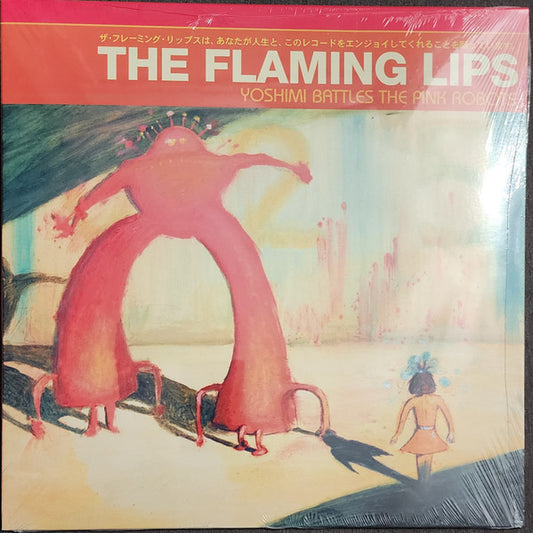 ザ・フレーミング・リップスは、あなたが人生と、このレコードをエンジョイしてくれることを
THE FLAMING LIPS
YOSHIMI BATTLES THE PINK ROBOTS